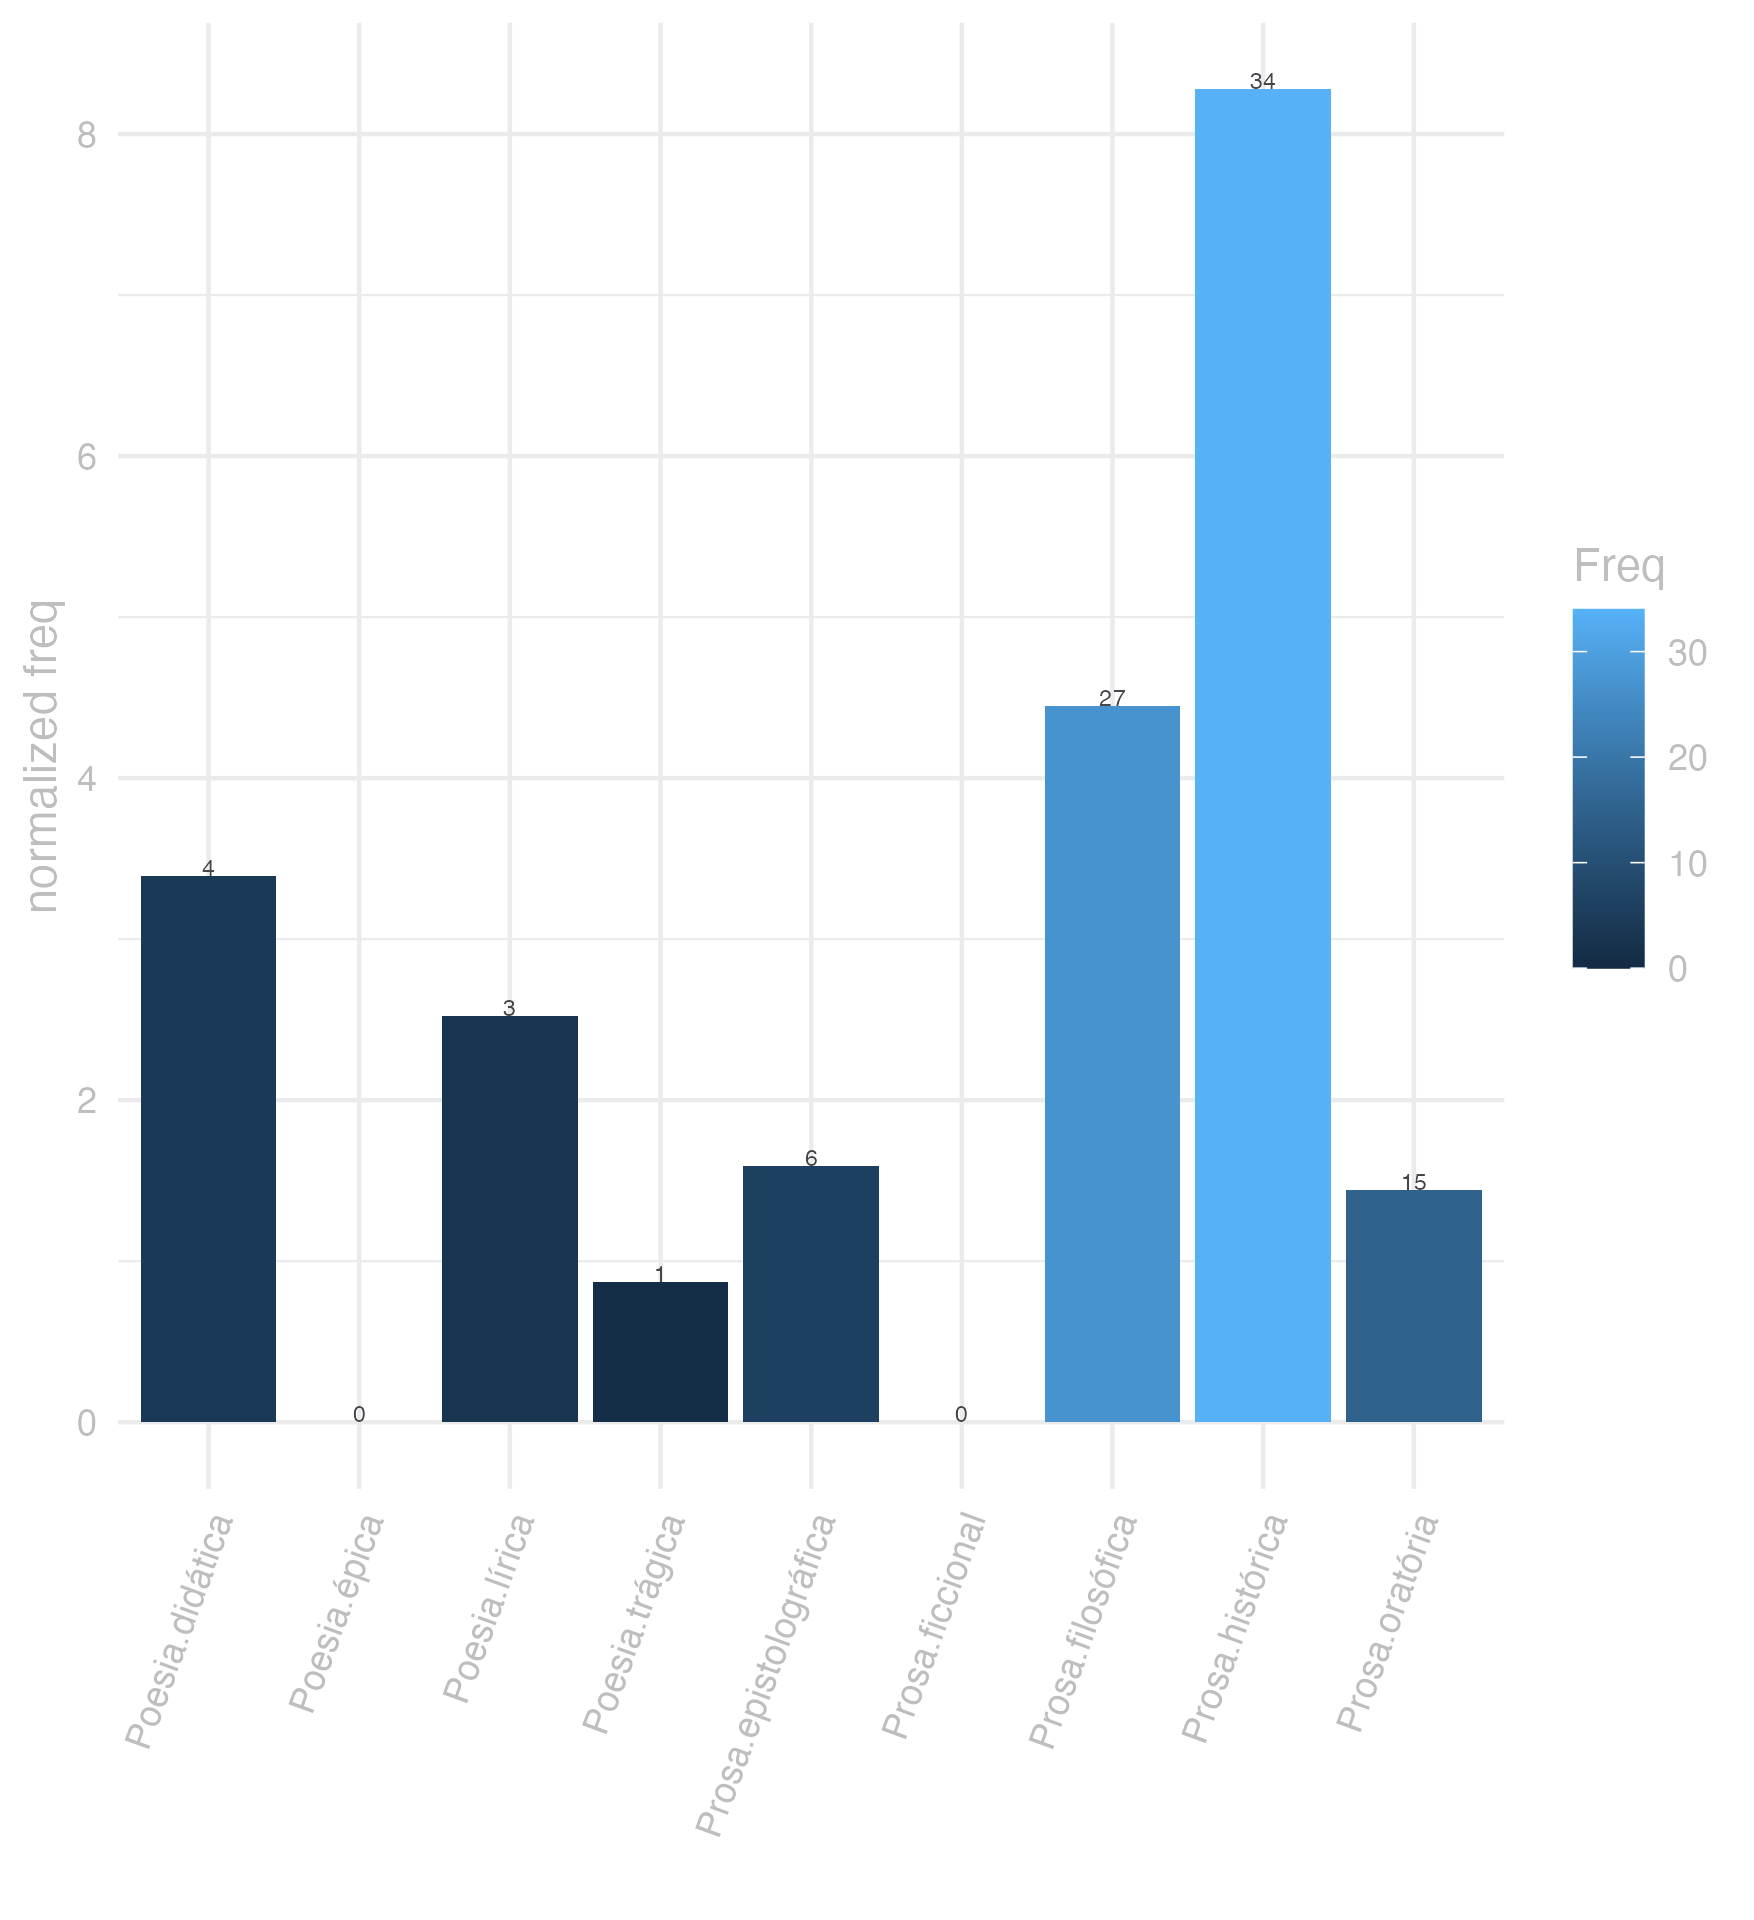 34
8
6
27
4
4
3
2
6
15
1
0
0
0
normalized freq
Freq
30
20
10
0
Poesia.didática
Poesia.épica
Poesia.lírica
Poesia.trágica
Prosa.epistolográfica
Prosa.ficcional
Prosa.filosófica
Prosa.histórica
Prosa.oratória